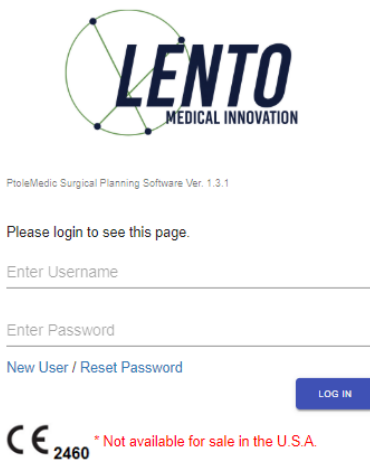 LENTO
MEDICAL INNOVATION
PtoleMedic Surgical Planning Software Ver. 1.3.1
Please login to see this page.
Enter Username
Enter Password
New User / Reset Password
LOG IN
CE 2460 * Not available for sale in the U.S.A.